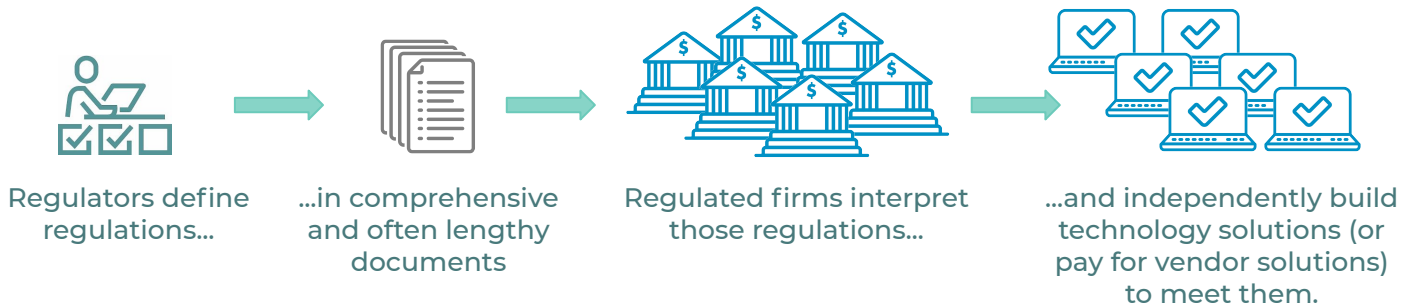 $
$
$
$
$
$
$
Regulators define
regulations...
...in comprehensive
and often lengthy
documents
Regulated firms interpret
those regulations...
...and independently build
technology solutions (or
pay for vendor solutions)
to meet them.